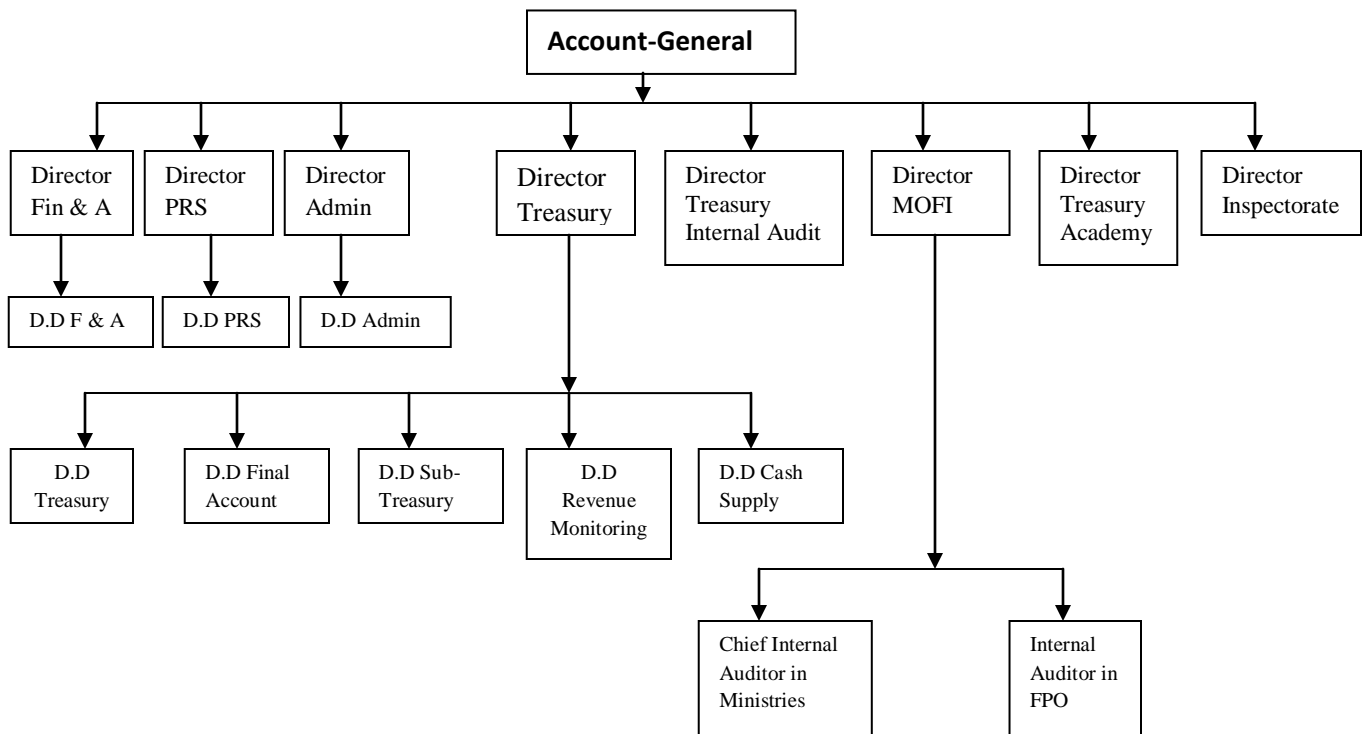 Account-General
Director
Fin & A
Director
PRS
Director
Admin
Director
Treasury
Director
Treasury
Internal Audit
Director
MOFI
Director
Treasury
Academy
Director
Inspectorate
D.D F & A
D.D PRS
D.D Admin
D.D
Treasury
D.D Final
Account
D.D Sub-
Treasury
D.D
Revenue
Monitoring
D.D Cash
Supply
Chief Internal
Auditor in
Ministries
Internal
Auditor in
FPO